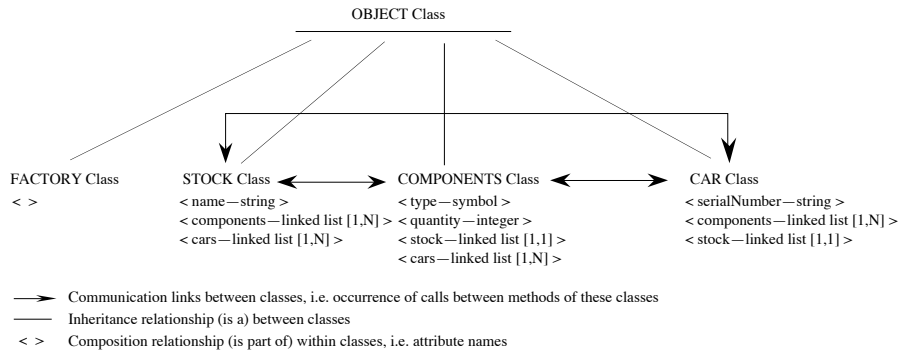 OBJECT Class
FACTORY Class
< >
STOCK Class
< name—string >
< components—linked list [1,N] >
< cars—linked list [1,N] >
COMPONENTS Class
< type—symbol >
< quantity—integer >
< stock—linked list [1,1] >
< cars—linked list [1,N] >
CAR Class
< serialNumber—string >
< components—linked list [1,N] >
< stock—linked list [1,1] >
Communication links between classes, i.e. occurrence of calls between methods of these classes
Inheritance relationship (is a) between classes
< > Composition relationship (is part of) within classes, i.e. attribute names